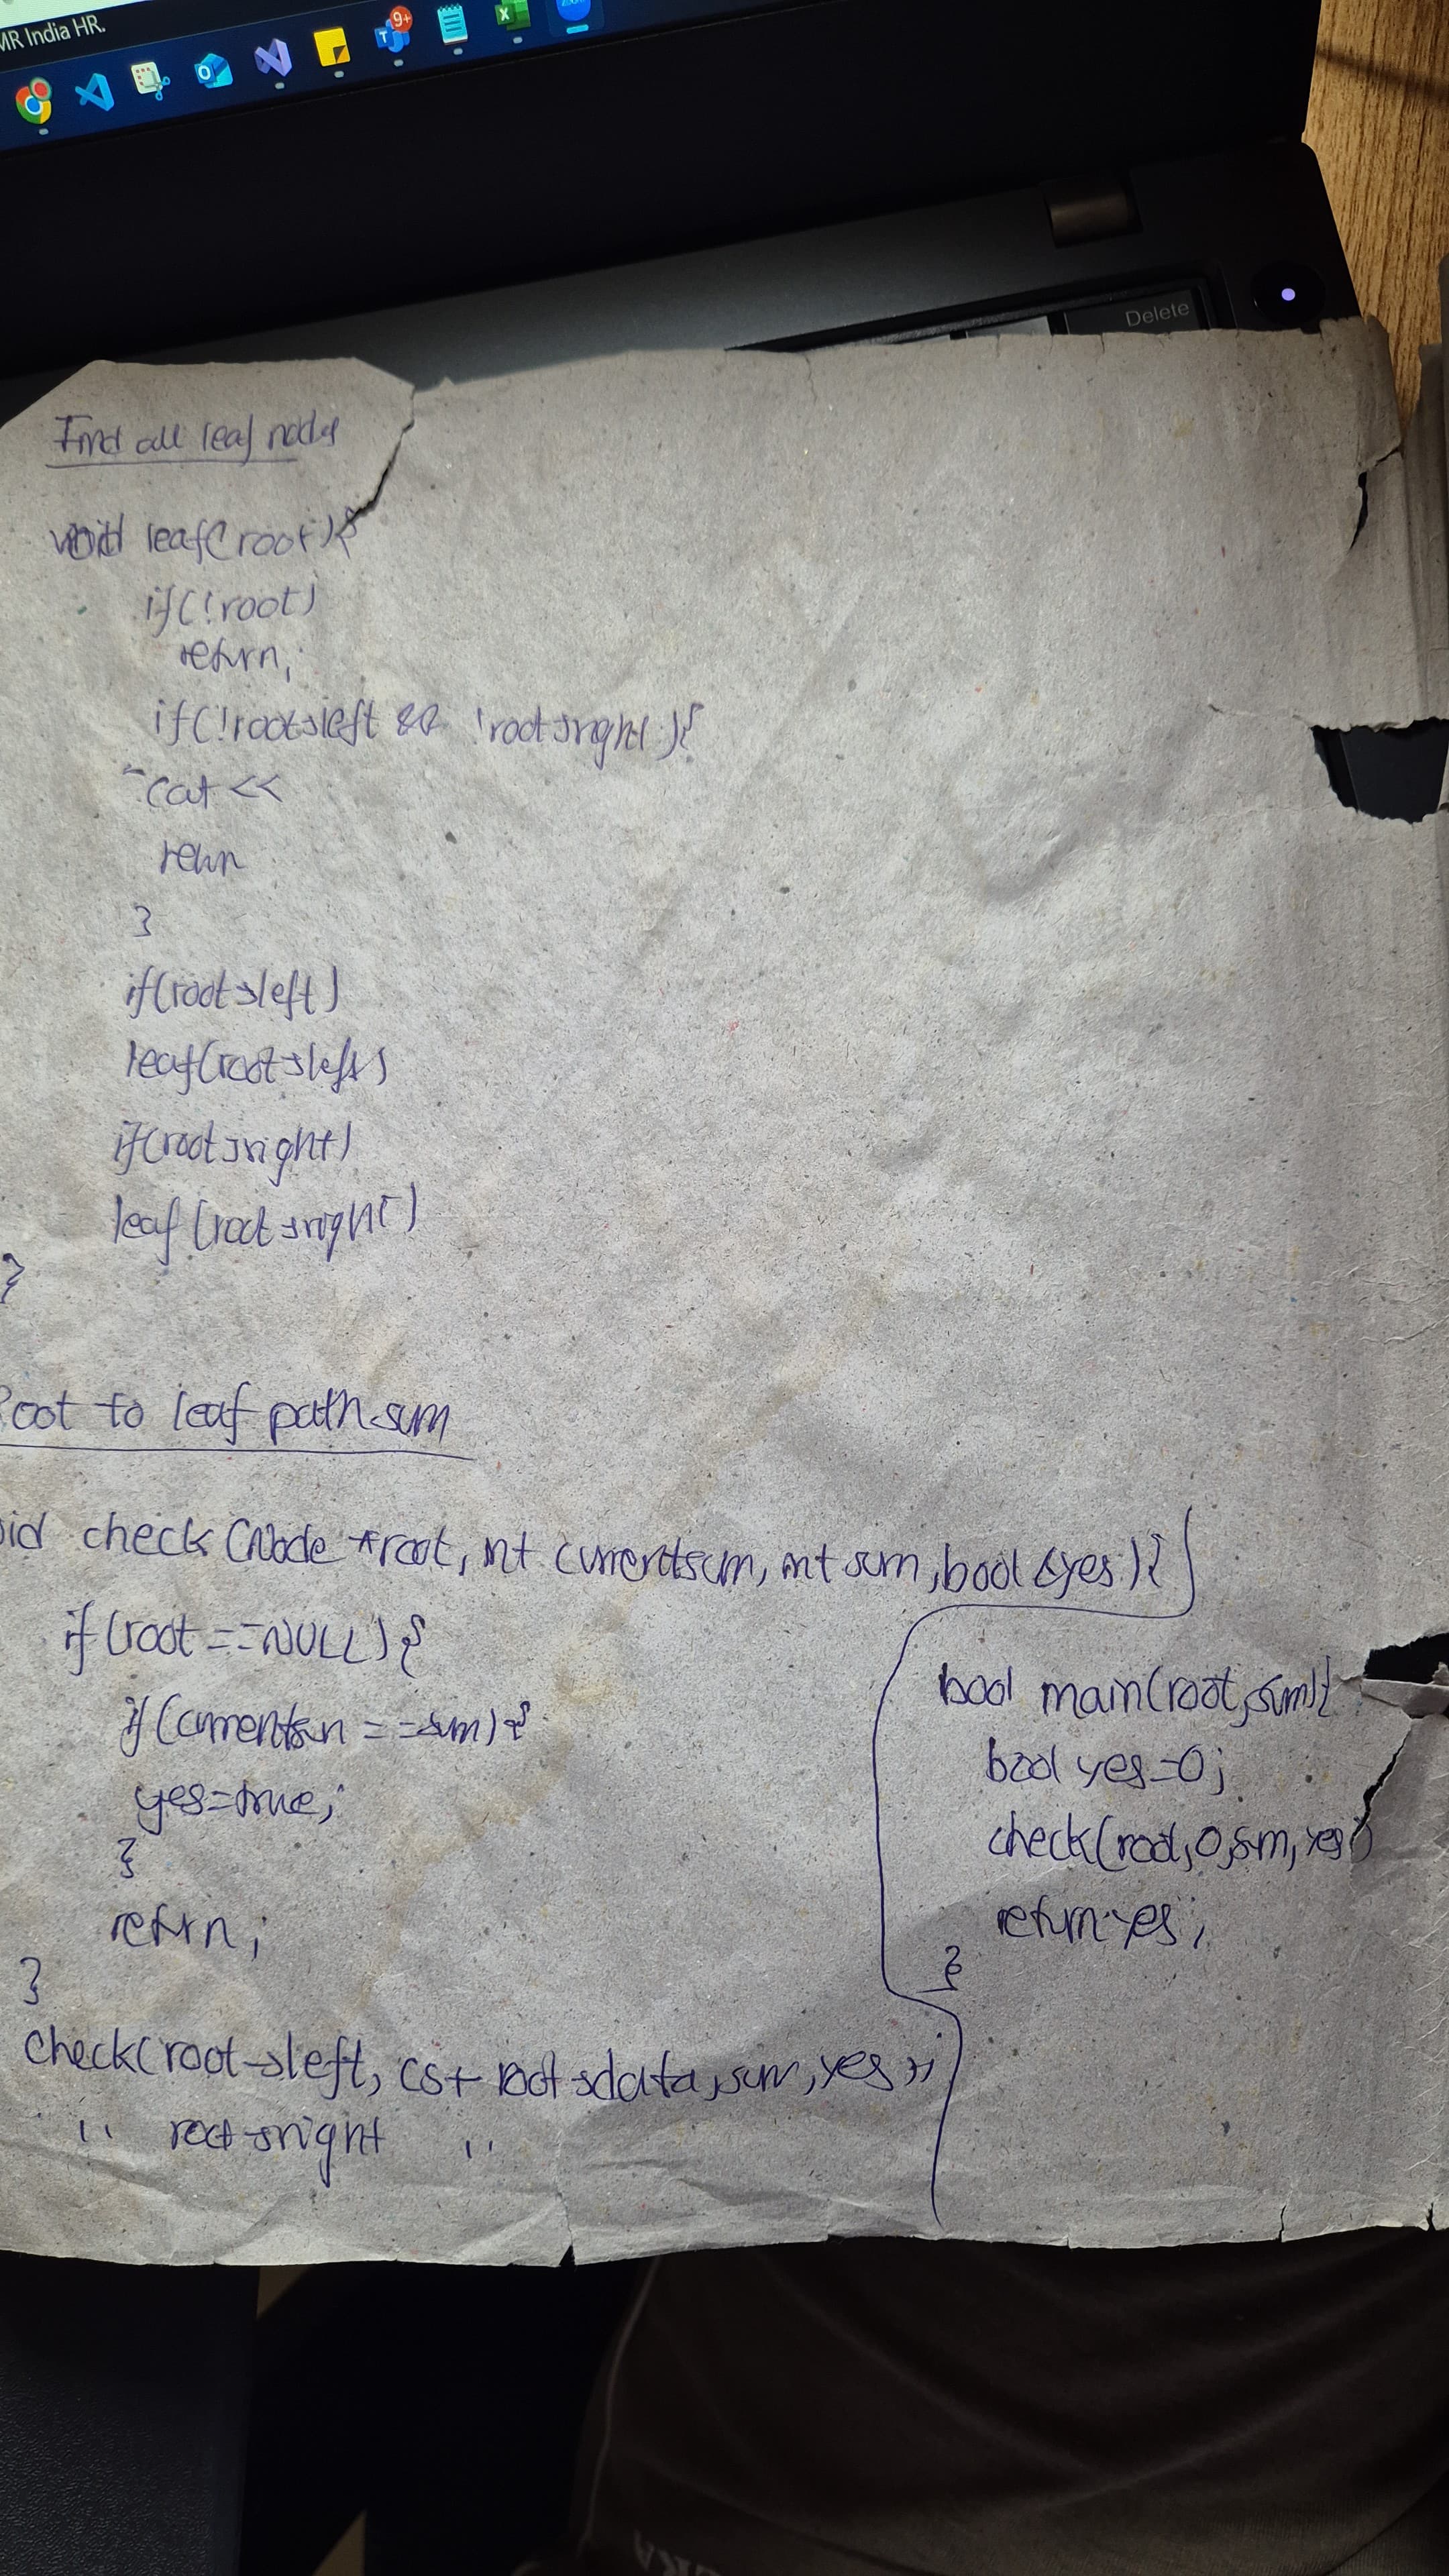 MR India HR.
9+
Delete
Find all leaf nodes
void leaf(root){
if(!root)
return;
if(!root->left && !root->right){
cout <<
retun
}
if(root->left)
leaf(root->left)
if(root->right)
leaf(root->right)
}
Root to leaf path sum
oid check(Node *root, int currentsum, int sum, bool &yes){
if(root==NULL){
if(currentsum==sum){
yes=true;
}
return;
}
check(root->left, cs+ root->data, sum, yes);
" root->right "
bool main(root, sum){
bool yes=0;
check(root, 0, sum, yes)
return yes;
}